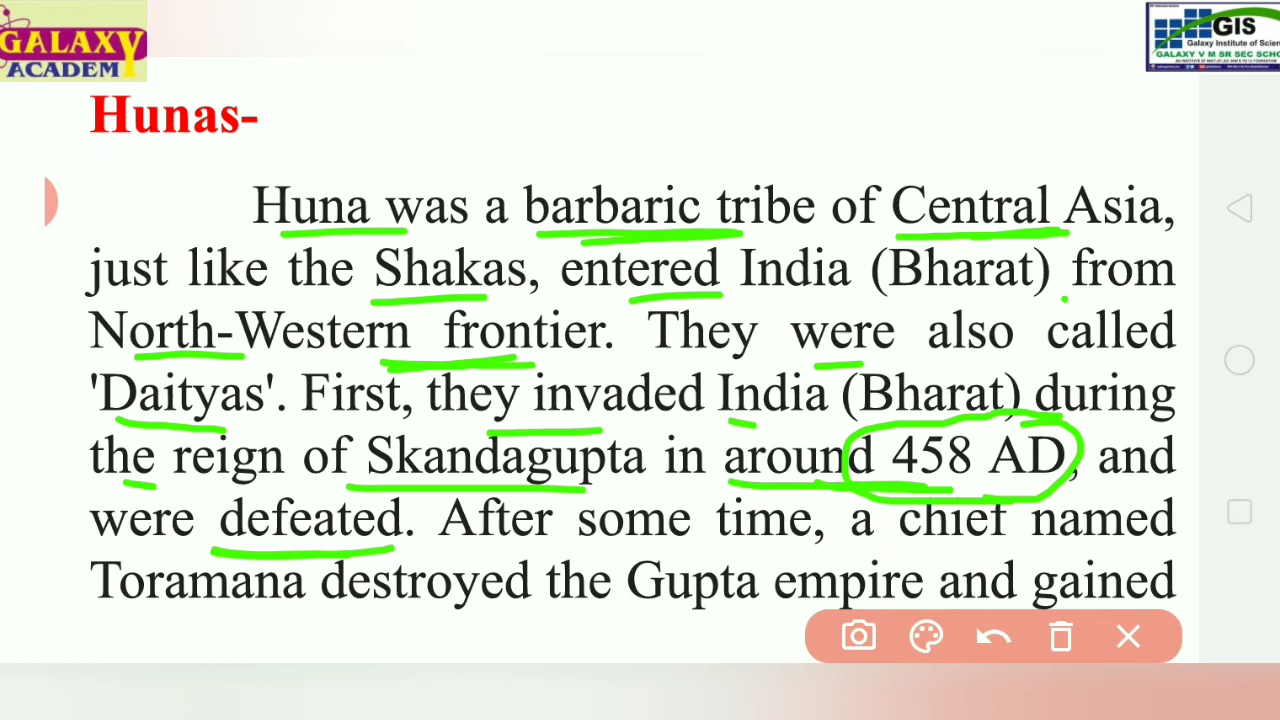 GALAXY
ACADEMY
GIS
Galaxy Institute of Scien
GALAXY V M SR SEC SCHO
Hunas-
Huna was a barbaric tribe of Central Asia,
just like the Shakas, entered India (Bharat) from
North-Western frontier. They were also called
'Daityas'. First, they invaded India (Bharat) during
the reign of Skandagupta in around 458 AD, and
were defeated. After some time, a chief named
Toramana destroyed the Gupta empire and gained